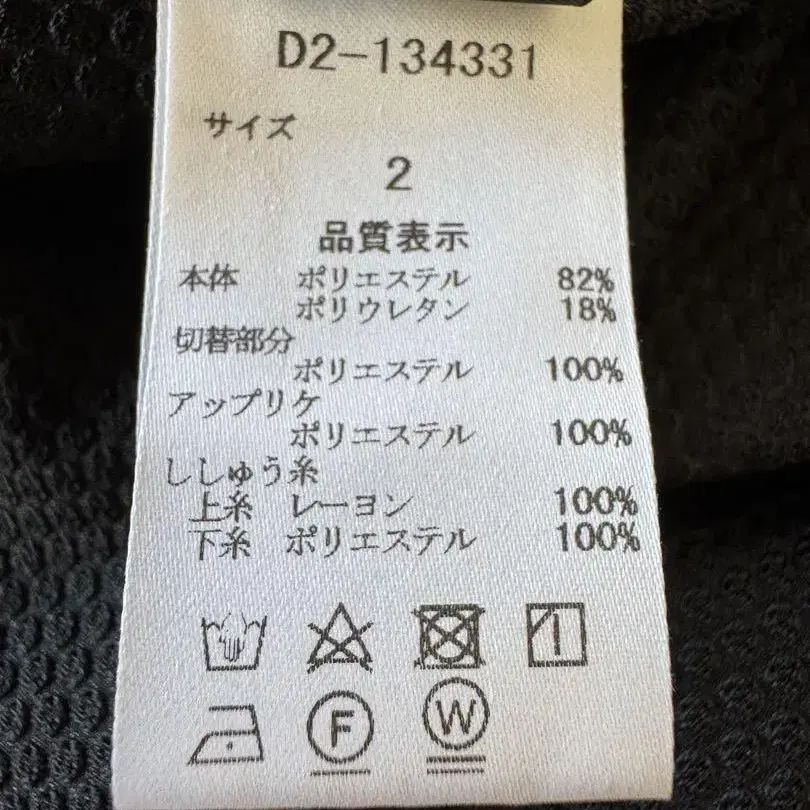 D2-134331
サイズ
2
品質表示
本体 ポリエステル 82%
ポリウレタン 18%
切替部分
ポリエステル 100%
アップリケ
ポリエステル 100%
ししゅう糸
上糸 レーヨン 100%
下糸 ポリエステル 100%
F W